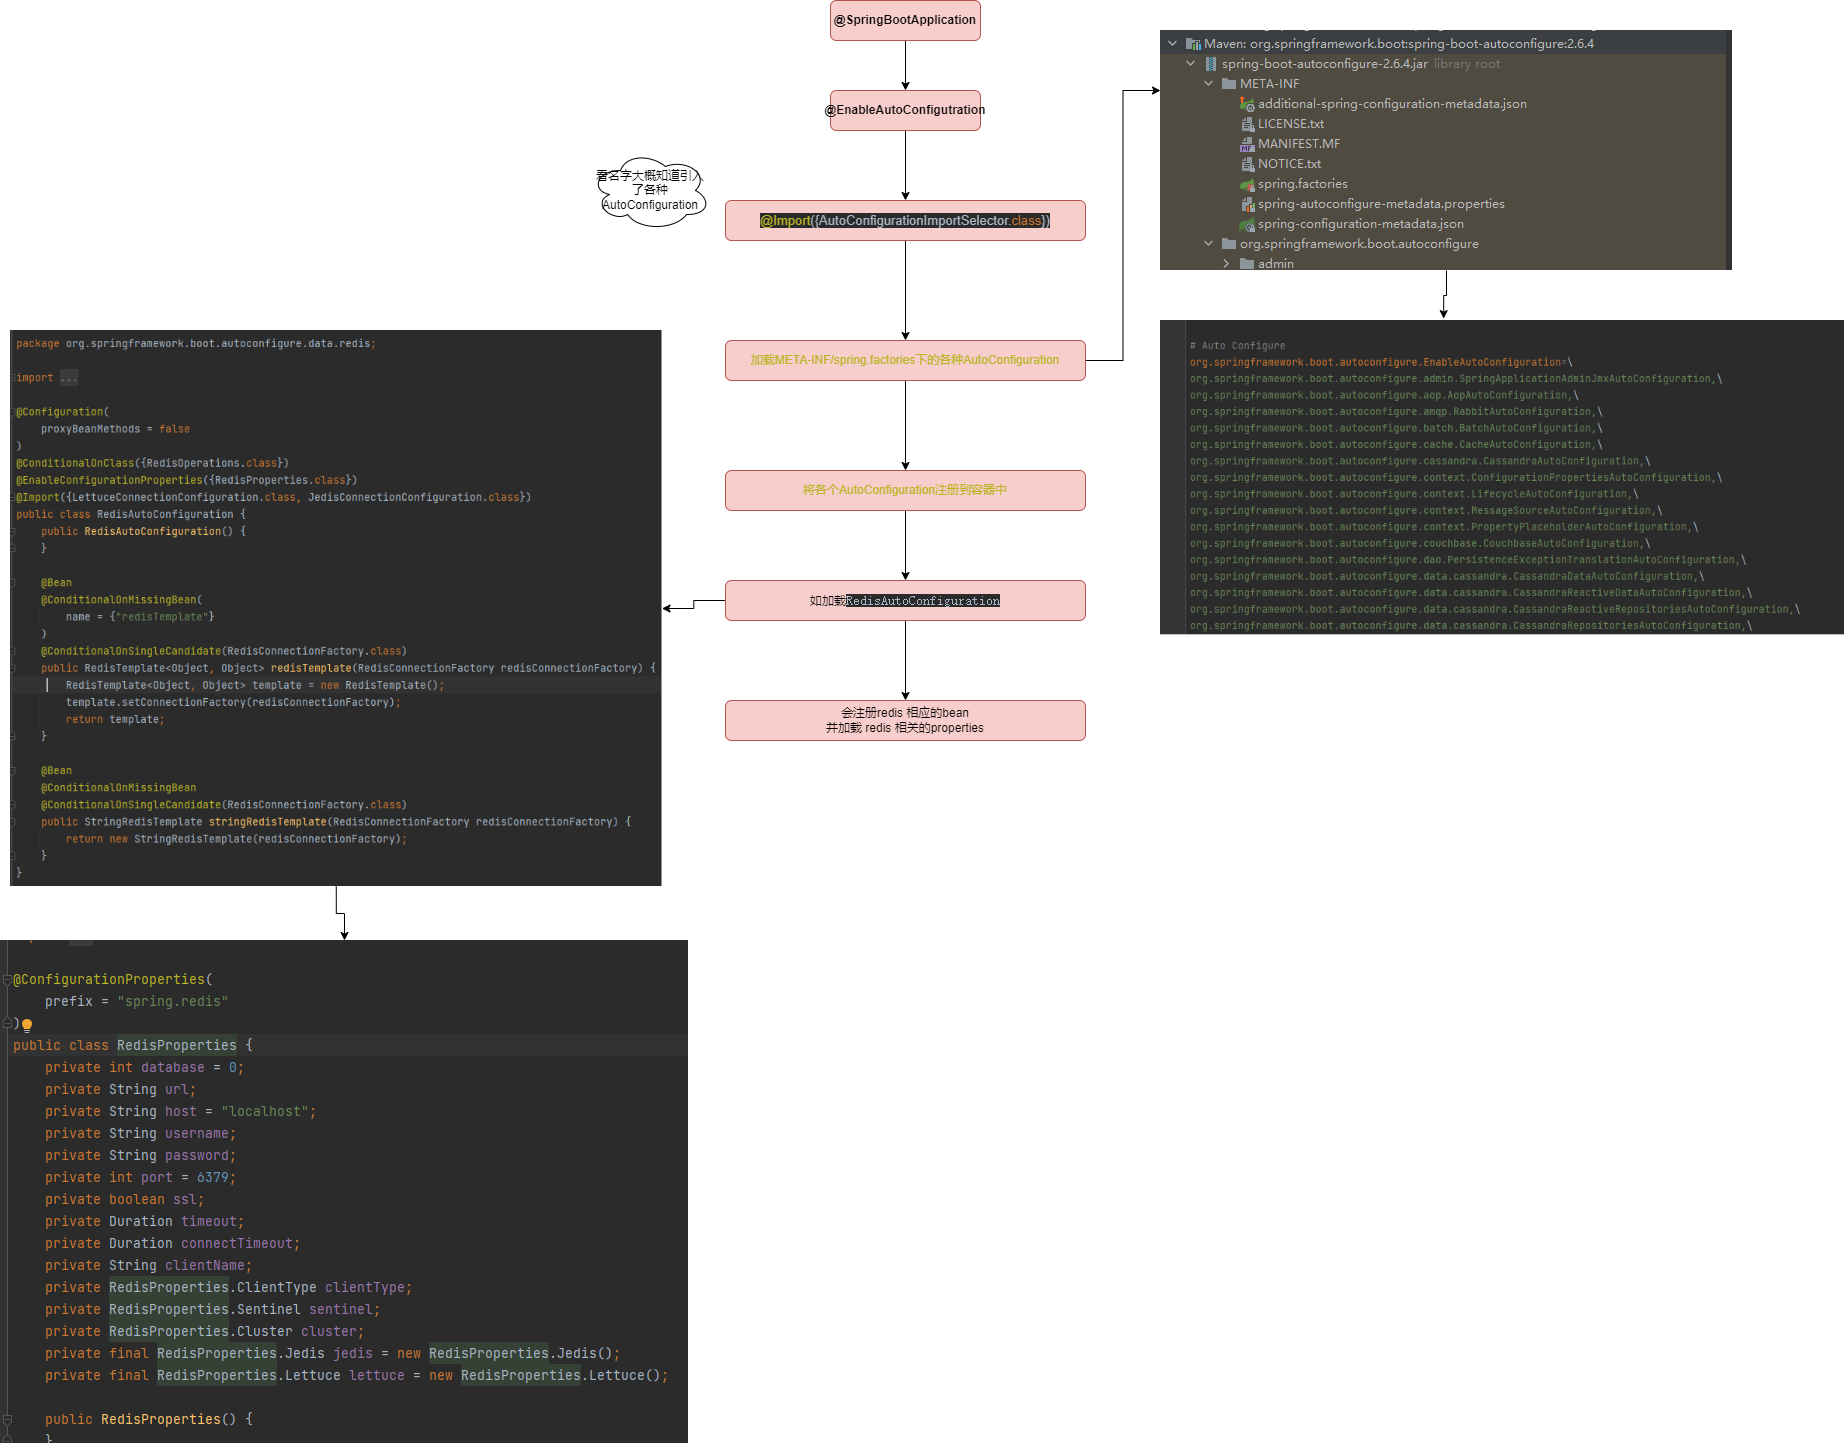 @SpringBootApplication
@EnableAutoConfigutration
看名字大概知道引入
了各种
AutoConfiguration
@Import({AutoConfigurationImportSelector.class})
加载META-INF/spring.factories下的各种AutoConfiguration
将各个AutoConfiguration注册到容器中
如加载RedisAutoConfiguration
会注册redis 相应的bean
并加载 redis 相关的properties
Maven: org.springframework.boot:spring-boot-autoconfigure:2.6.4
spring-boot-autoconfigure-2.6.4.jar library root
META-INF
additional-spring-configuration-metadata.json
LICENSE.txt
MANIFEST.MF
NOTICE.txt
spring.factories
spring-autoconfigure-metadata.properties
spring-configuration-metadata.json
org.springframework.boot.autoconfigure
admin
# Auto Configure
org.springframework.boot.autoconfigure.EnableAutoConfiguration=\
org.springframework.boot.autoconfigure.admin.SpringApplicationAdminJmxAutoConfiguration,\
org.springframework.boot.autoconfigure.aop.AopAutoConfiguration,\
org.springframework.boot.autoconfigure.amqp.RabbitAutoConfiguration,\
org.springframework.boot.autoconfigure.batch.BatchAutoConfiguration,\
org.springframework.boot.autoconfigure.cache.CacheAutoConfiguration,\
org.springframework.boot.autoconfigure.cassandra.CassandraAutoConfiguration,\
org.springframework.boot.autoconfigure.context.ConfigurationPropertiesAutoConfiguration,\
org.springframework.boot.autoconfigure.context.LifecycleAutoConfiguration,\
org.springframework.boot.autoconfigure.context.MessageSourceAutoConfiguration,\
org.springframework.boot.autoconfigure.context.PropertyPlaceholderAutoConfiguration,\
org.springframework.boot.autoconfigure.couchbase.CouchbaseAutoConfiguration,\
org.springframework.boot.autoconfigure.dao.PersistenceExceptionTranslationAutoConfiguration,\
org.springframework.boot.autoconfigure.data.cassandra.CassandraDataAutoConfiguration,\
org.springframework.boot.autoconfigure.data.cassandra.CassandraReactiveDataAutoConfiguration,\
org.springframework.boot.autoconfigure.data.cassandra.CassandraReactiveRepositoriesAutoConfiguration,\
org.springframework.boot.autoconfigure.data.cassandra.CassandraRepositoriesAutoConfiguration,\
package org.springframework.boot.autoconfigure.data.redis;
import ...
@Configuration(
proxyBeanMethods = false
)
@ConditionalOnClass({RedisOperations.class})
@EnableConfigurationProperties({RedisProperties.class})
@Import({LettuceConnectionConfiguration.class, JedisConnectionConfiguration.class})
public class RedisAutoConfiguration {
public RedisAutoConfiguration() {
}
@Bean
@ConditionalOnMissingBean(
name = {"redisTemplate"}
)
@ConditionalOnSingleCandidate(RedisConnectionFactory.class)
public RedisTemplate<Object, Object> redisTemplate(RedisConnectionFactory redisConnectionFactory) {
RedisTemplate<Object, Object> template = new RedisTemplate();
template.setConnectionFactory(redisConnectionFactory);
return template;
}
@Bean
@ConditionalOnMissingBean
@ConditionalOnSingleCandidate(RedisConnectionFactory.class)
public StringRedisTemplate stringRedisTemplate(RedisConnectionFactory redisConnectionFactory) {
return new StringRedisTemplate(redisConnectionFactory);
}
}
@ConfigurationProperties(
prefix = "spring.redis"
)
public class RedisProperties {
private int database = 0;
private String url;
private String host = "localhost";
private String username;
private String password;
private int port = 6379;
private boolean ssl;
private Duration timeout;
private Duration connectTimeout;
private String clientName;
private RedisProperties.ClientType clientType;
private RedisProperties.Sentinel sentinel;
private RedisProperties.Cluster cluster;
private final RedisProperties.Jedis jedis = new RedisProperties.Jedis();
private final RedisProperties.Lettuce lettuce = new RedisProperties.Lettuce();
public RedisProperties() {
}